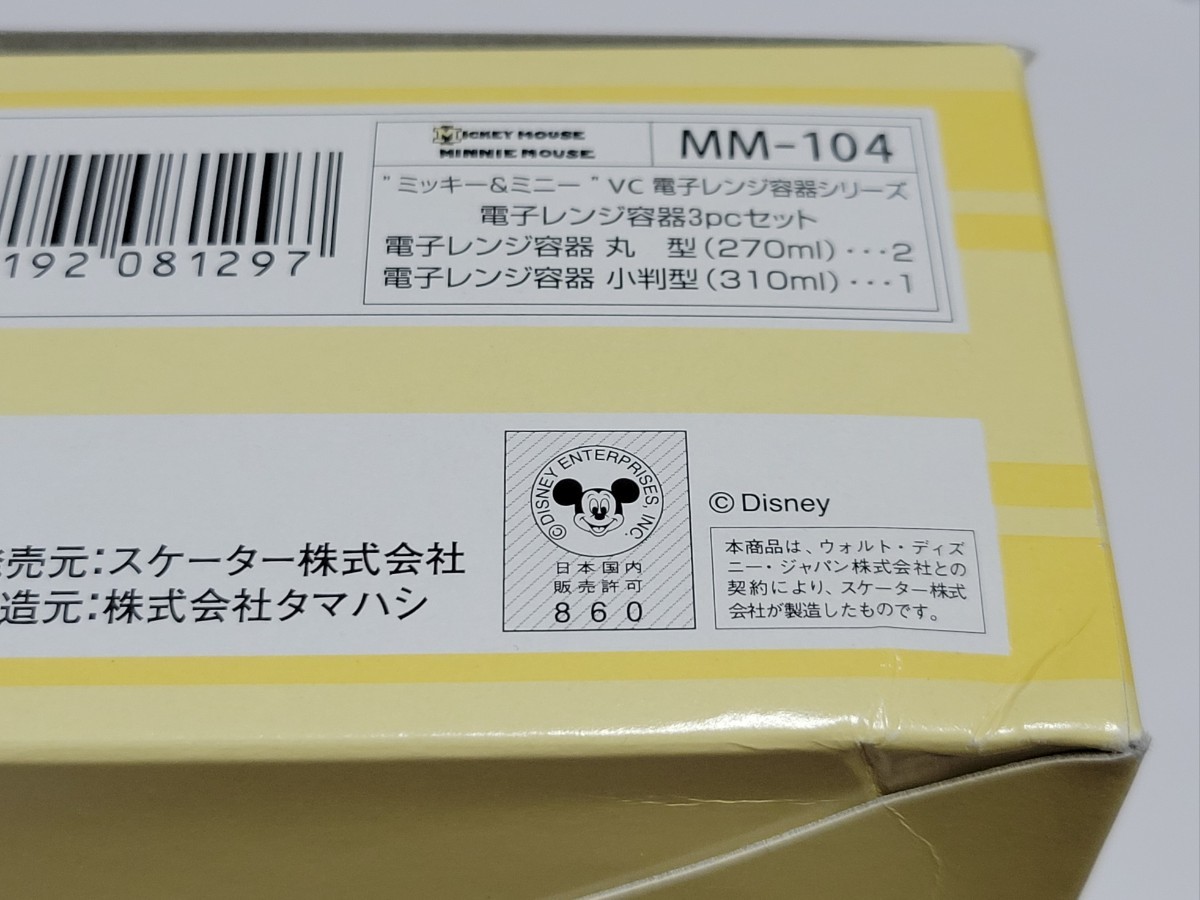 MICKEY MOUSE
MINNIE MOUSE
MM-104
"ミッキー&ミニー" VC 電子レンジ容器シリーズ
電子レンジ容器3pcセット
電子レンジ容器 丸　型(270ml)・・・2
電子レンジ容器 小判型(310ml)・・・1
192 081297
© DISNEY ENTERPRISES, INC.
日本国内
販売許可
860
© Disney
本商品は、ウォルト・ディズ
ニー・ジャパン株式会社との
契約により、スケーター株式
会社が製造したものです。
売元:スケーター株式会社
造元:株式会社タマハシ